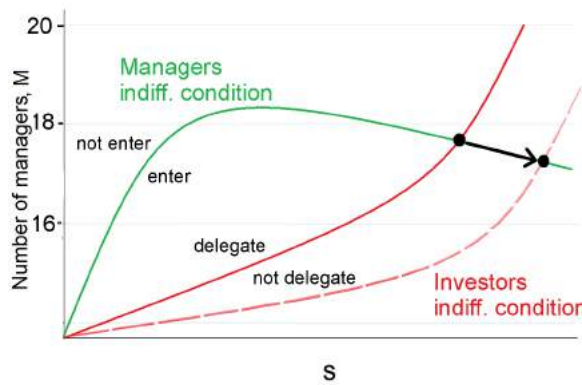 20
18
16
Number of managers, M
Managers
indiff. condition
not enter
enter
delegate
not delegate
Investors
indiff. condition
S